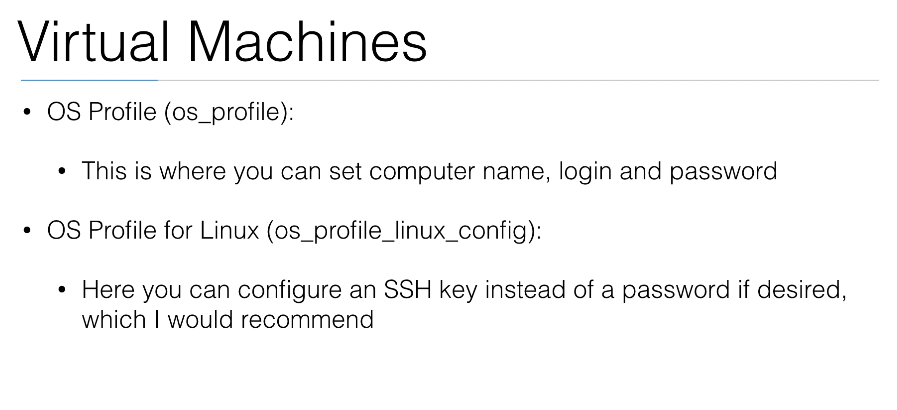 Virtual Machines
• OS Profile (os_profile):
• This is where you can set computer name, login and password
• OS Profile for Linux (os_profile_linux_config):
• Here you can configure an SSH key instead of a password if desired,
which I would recommend